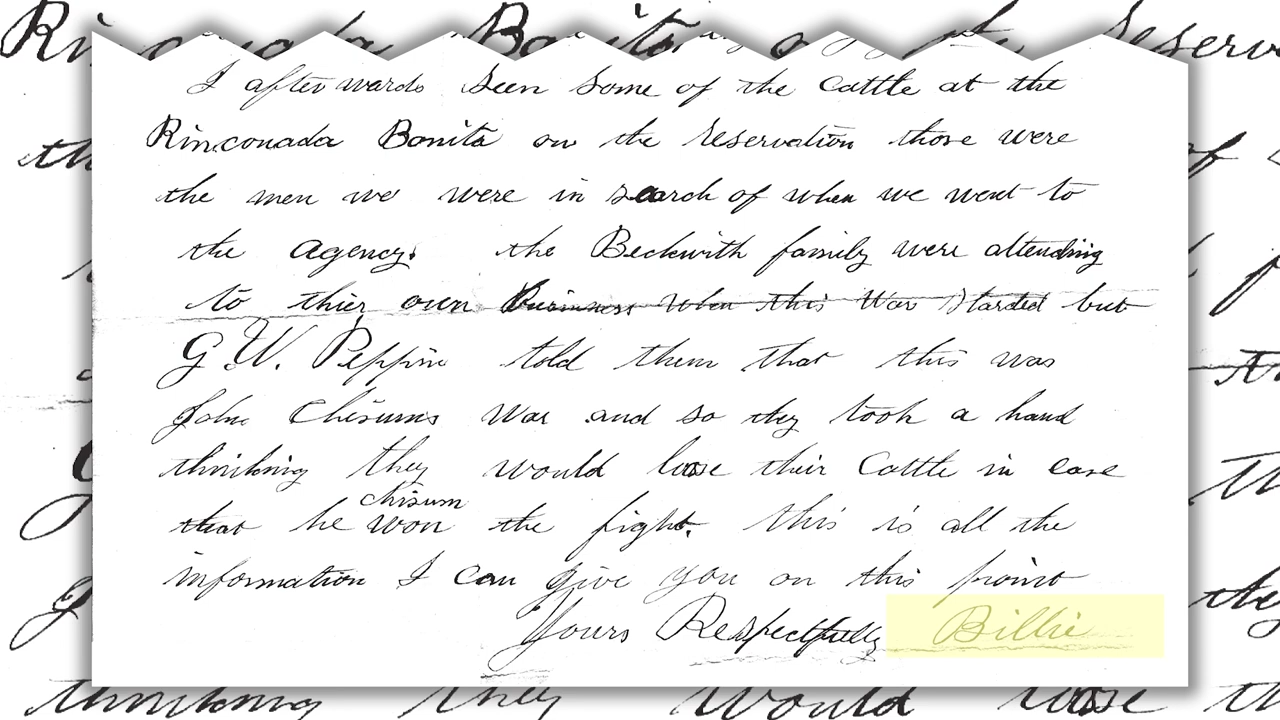 I afterwards seen some of the cattle at the
Rinconada Bonita on the reservation those were
the men we were in search of when we went to
the agency. the Beckwith family were attending
to thier own Buisnness when this War started but
G. W. Peppin told them that this was
John Chisums War and so they took a hand
thinking they would loose their Cattle in case
that he chisum won the fight. this is all the
information I can give you on this point
Yours Respectfully Billie